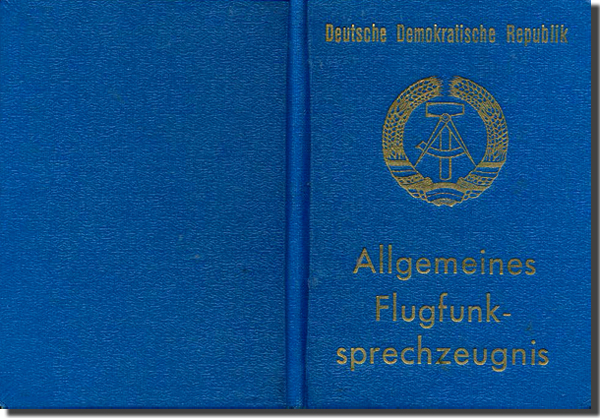 Deutsche Demokratische Republik
Allgemeines
Flugfunk-
sprechzeugnis